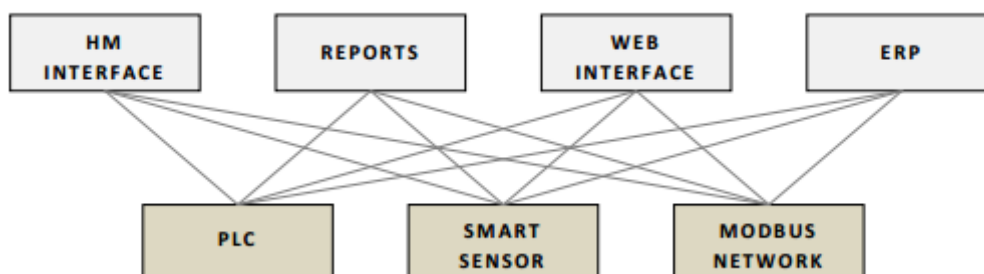 HM
INTERFACE
REPORTS
WEB
INTERFACE
ERP
PLC
SMART
SENSOR
MODBUS
NETWORK